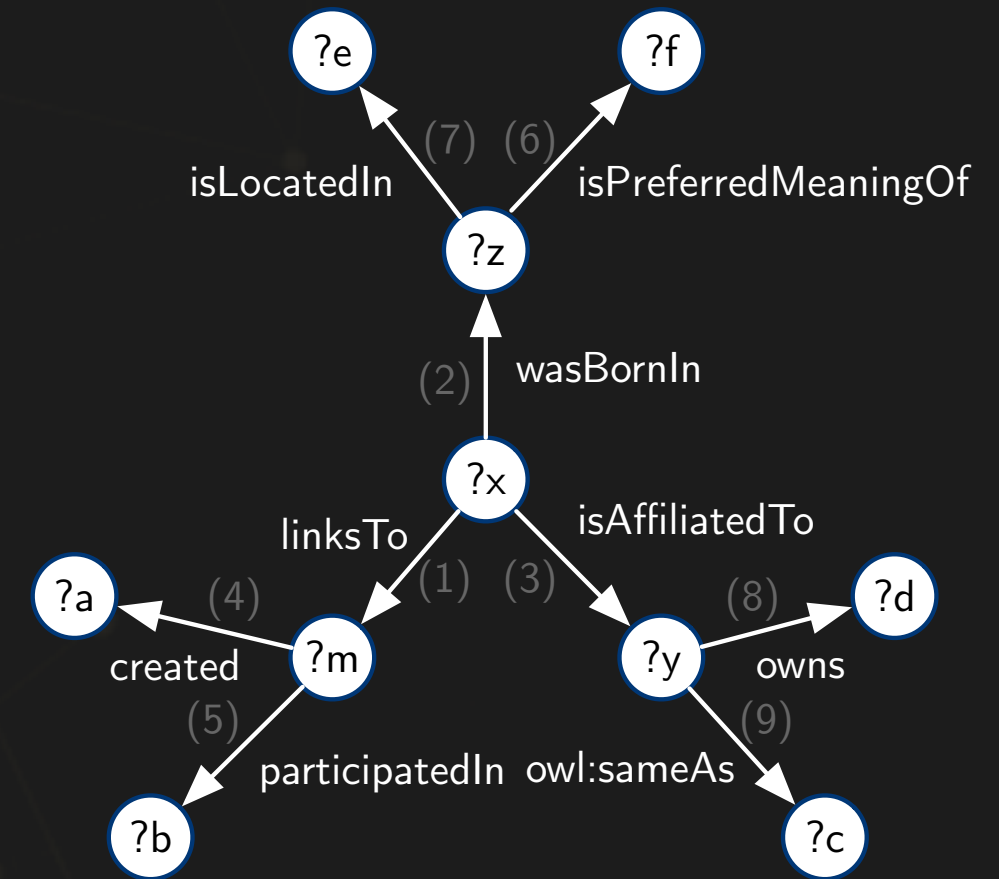 ?e ?f
(7) (6)
isLocatedIn isPreferredMeaningOf
?z
(2) wasBornIn
?x
linksTo isAffiliatedTo
(1) (3)
?a (4) (8) ?d
created ?m ?y owns
(5) (9)
participatedIn owl:sameAs
?b ?c